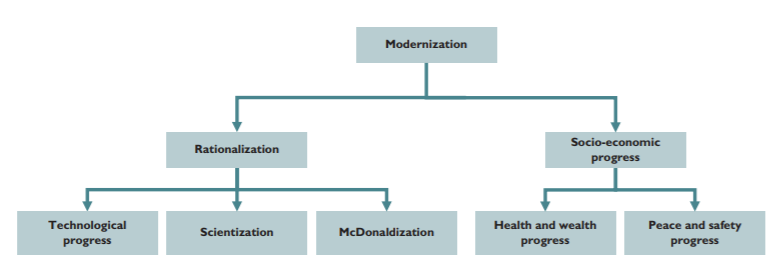 Modernization
Rationalization
Socio-economic
progress
Technological
progress
Scientization
McDonaldization
Health and wealth
progress
Peace and safety
progress